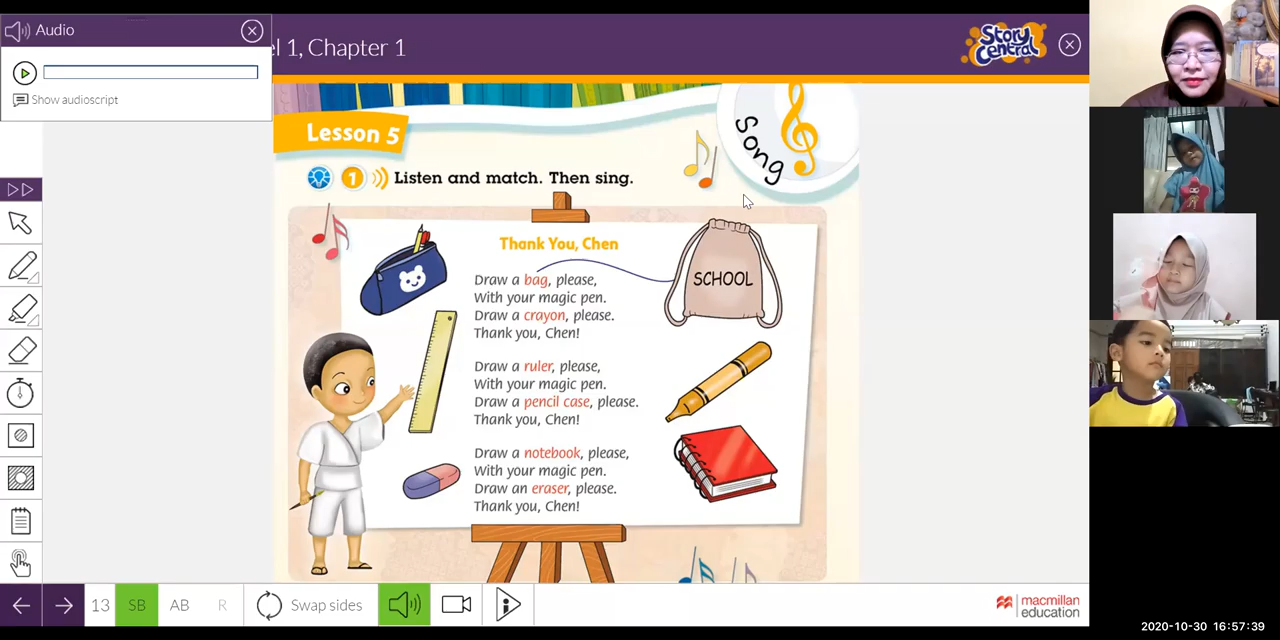 Audio
el 1, Chapter 1
Story Central
Show audioscript
Lesson 5
Song
1 Listen and match. Then sing.
Thank You, Chen
Draw a bag, please,
With your magic pen.
Draw a crayon, please.
Thank you, Chen!
Draw a ruler, please,
With your magic pen.
Draw a pencil case, please.
Thank you, Chen!
Draw a notebook, please,
With your magic pen.
Draw an eraser, please.
Thank you, Chen!
SCHOOL
13 SB AB R Swap sides
macmillan
education
2020-10-30 16:57:39